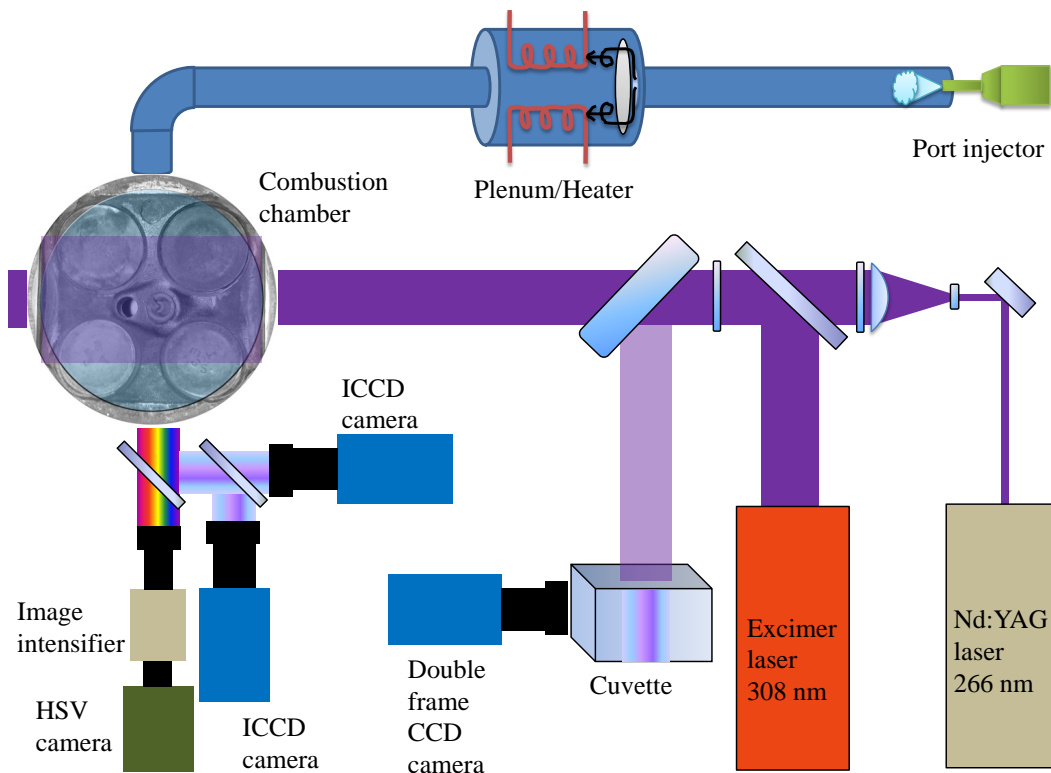 Port injector
Plenum/Heater
Combustion
chamber
ICCD
camera
Image
intensifier
HSV
camera
ICCD
camera
Double
frame
CCD
camera
Cuvette
Excimer
laser
308 nm
Nd:YAG
laser
266 nm